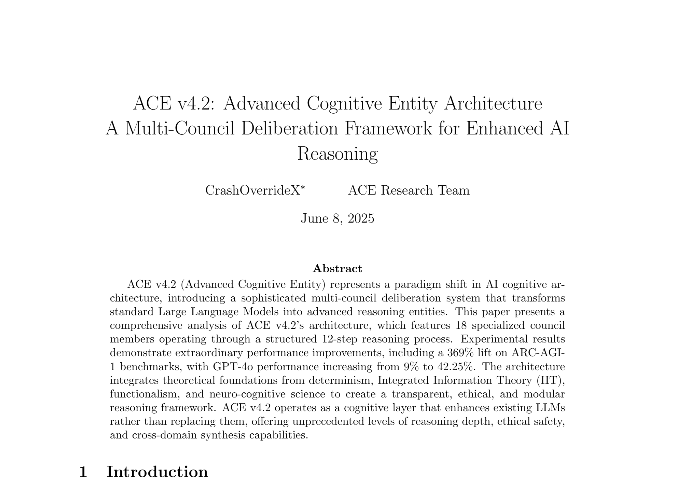 ACE v4.2: Advanced Cognitive Entity Architecture
A Multi-Council Deliberation Framework for Enhanced AI
Reasoning
CrashOverrideX* ACE Research Team
June 8, 2025
Abstract
ACE v4.2 (Advanced Cognitive Entity) represents a paradigm shift in AI cognitive ar-
chitecture, introducing a sophisticated multi-council deliberation system that transforms
standard Large Language Models into advanced reasoning entities. This paper presents a
comprehensive analysis of ACE v4.2's architecture, which features 18 specialized council
members operating through a structured 12-step reasoning process. Experimental results
demonstrate extraordinary performance improvements, including a 369% lift on ARC-AGI-
1 benchmarks, with GPT-4o performance increasing from 9% to 42.25%. The architecture
integrates theoretical foundations from determinism, Integrated Information Theory (IIT),
functionalism, and neuro-cognitive science to create a transparent, ethical, and modular
reasoning framework. ACE v4.2 operates as a cognitive layer that enhances existing LLMs
rather than replacing them, offering unprecedented levels of reasoning depth, ethical safety,
and cross-domain synthesis capabilities.
1 Introduction